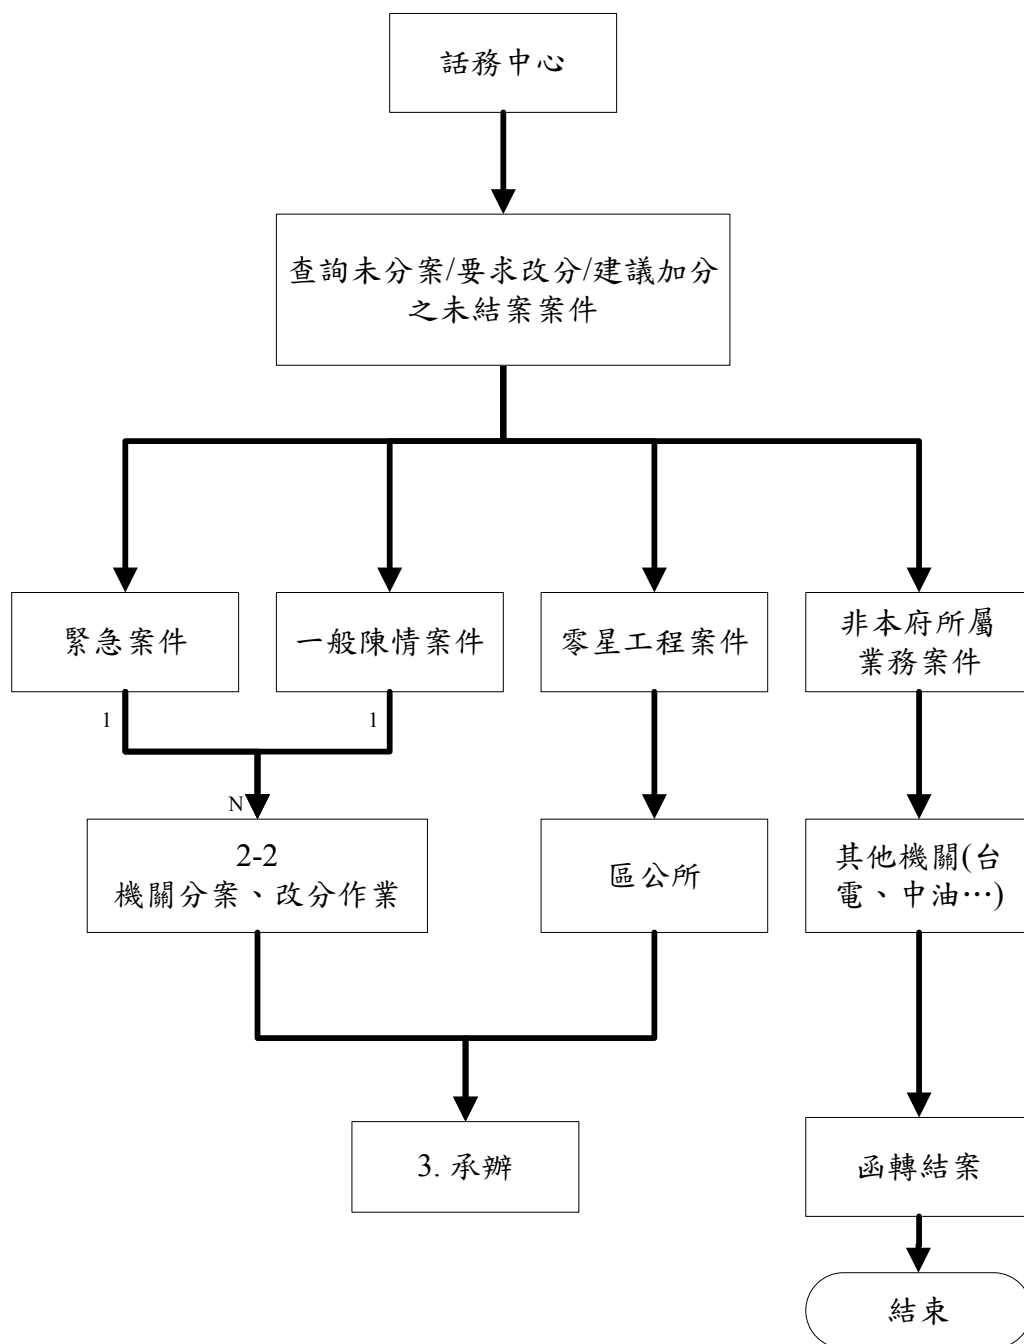 話務中心
查詢未分案/要求改分/建議加分
之未結案案件
緊急案件
一般陳情案件
零星工程案件
非本府所屬
業務案件
1
1
N
2-2
機關分案、改分作業
區公所
其他機關(台
電、中油…)
3. 承辦
函轉結案
結束